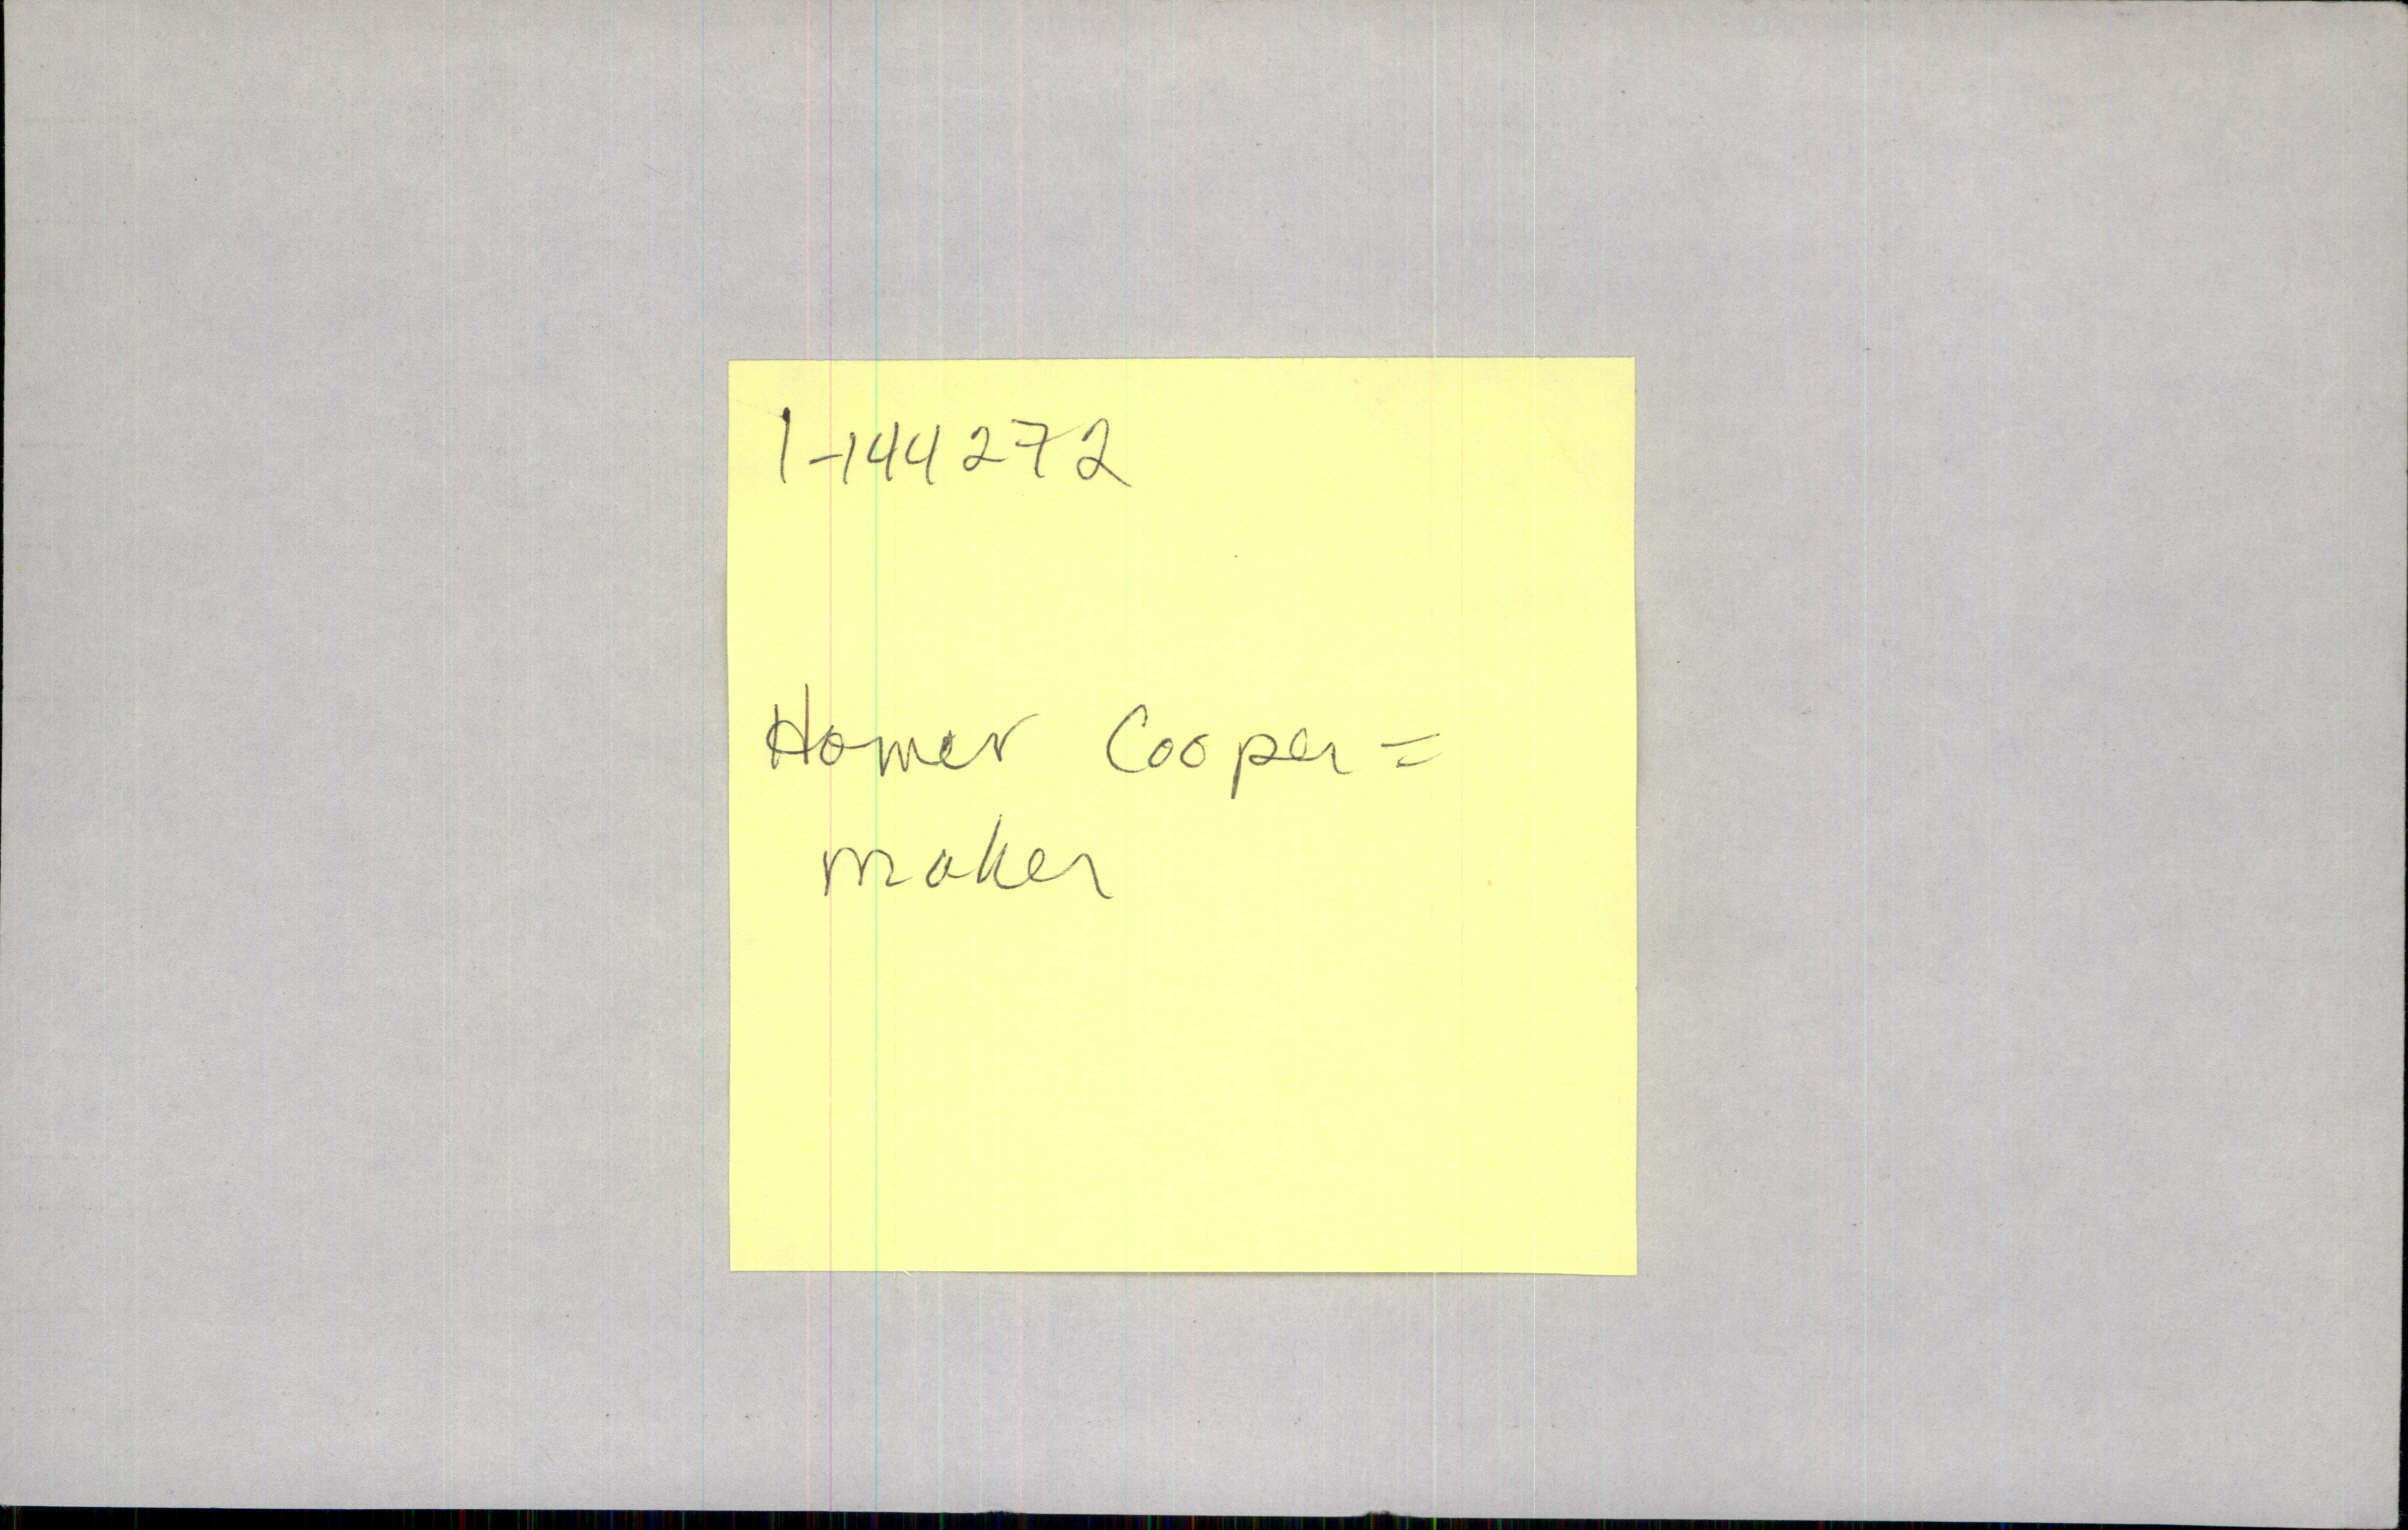 1-144272
Homer Cooper =
maker